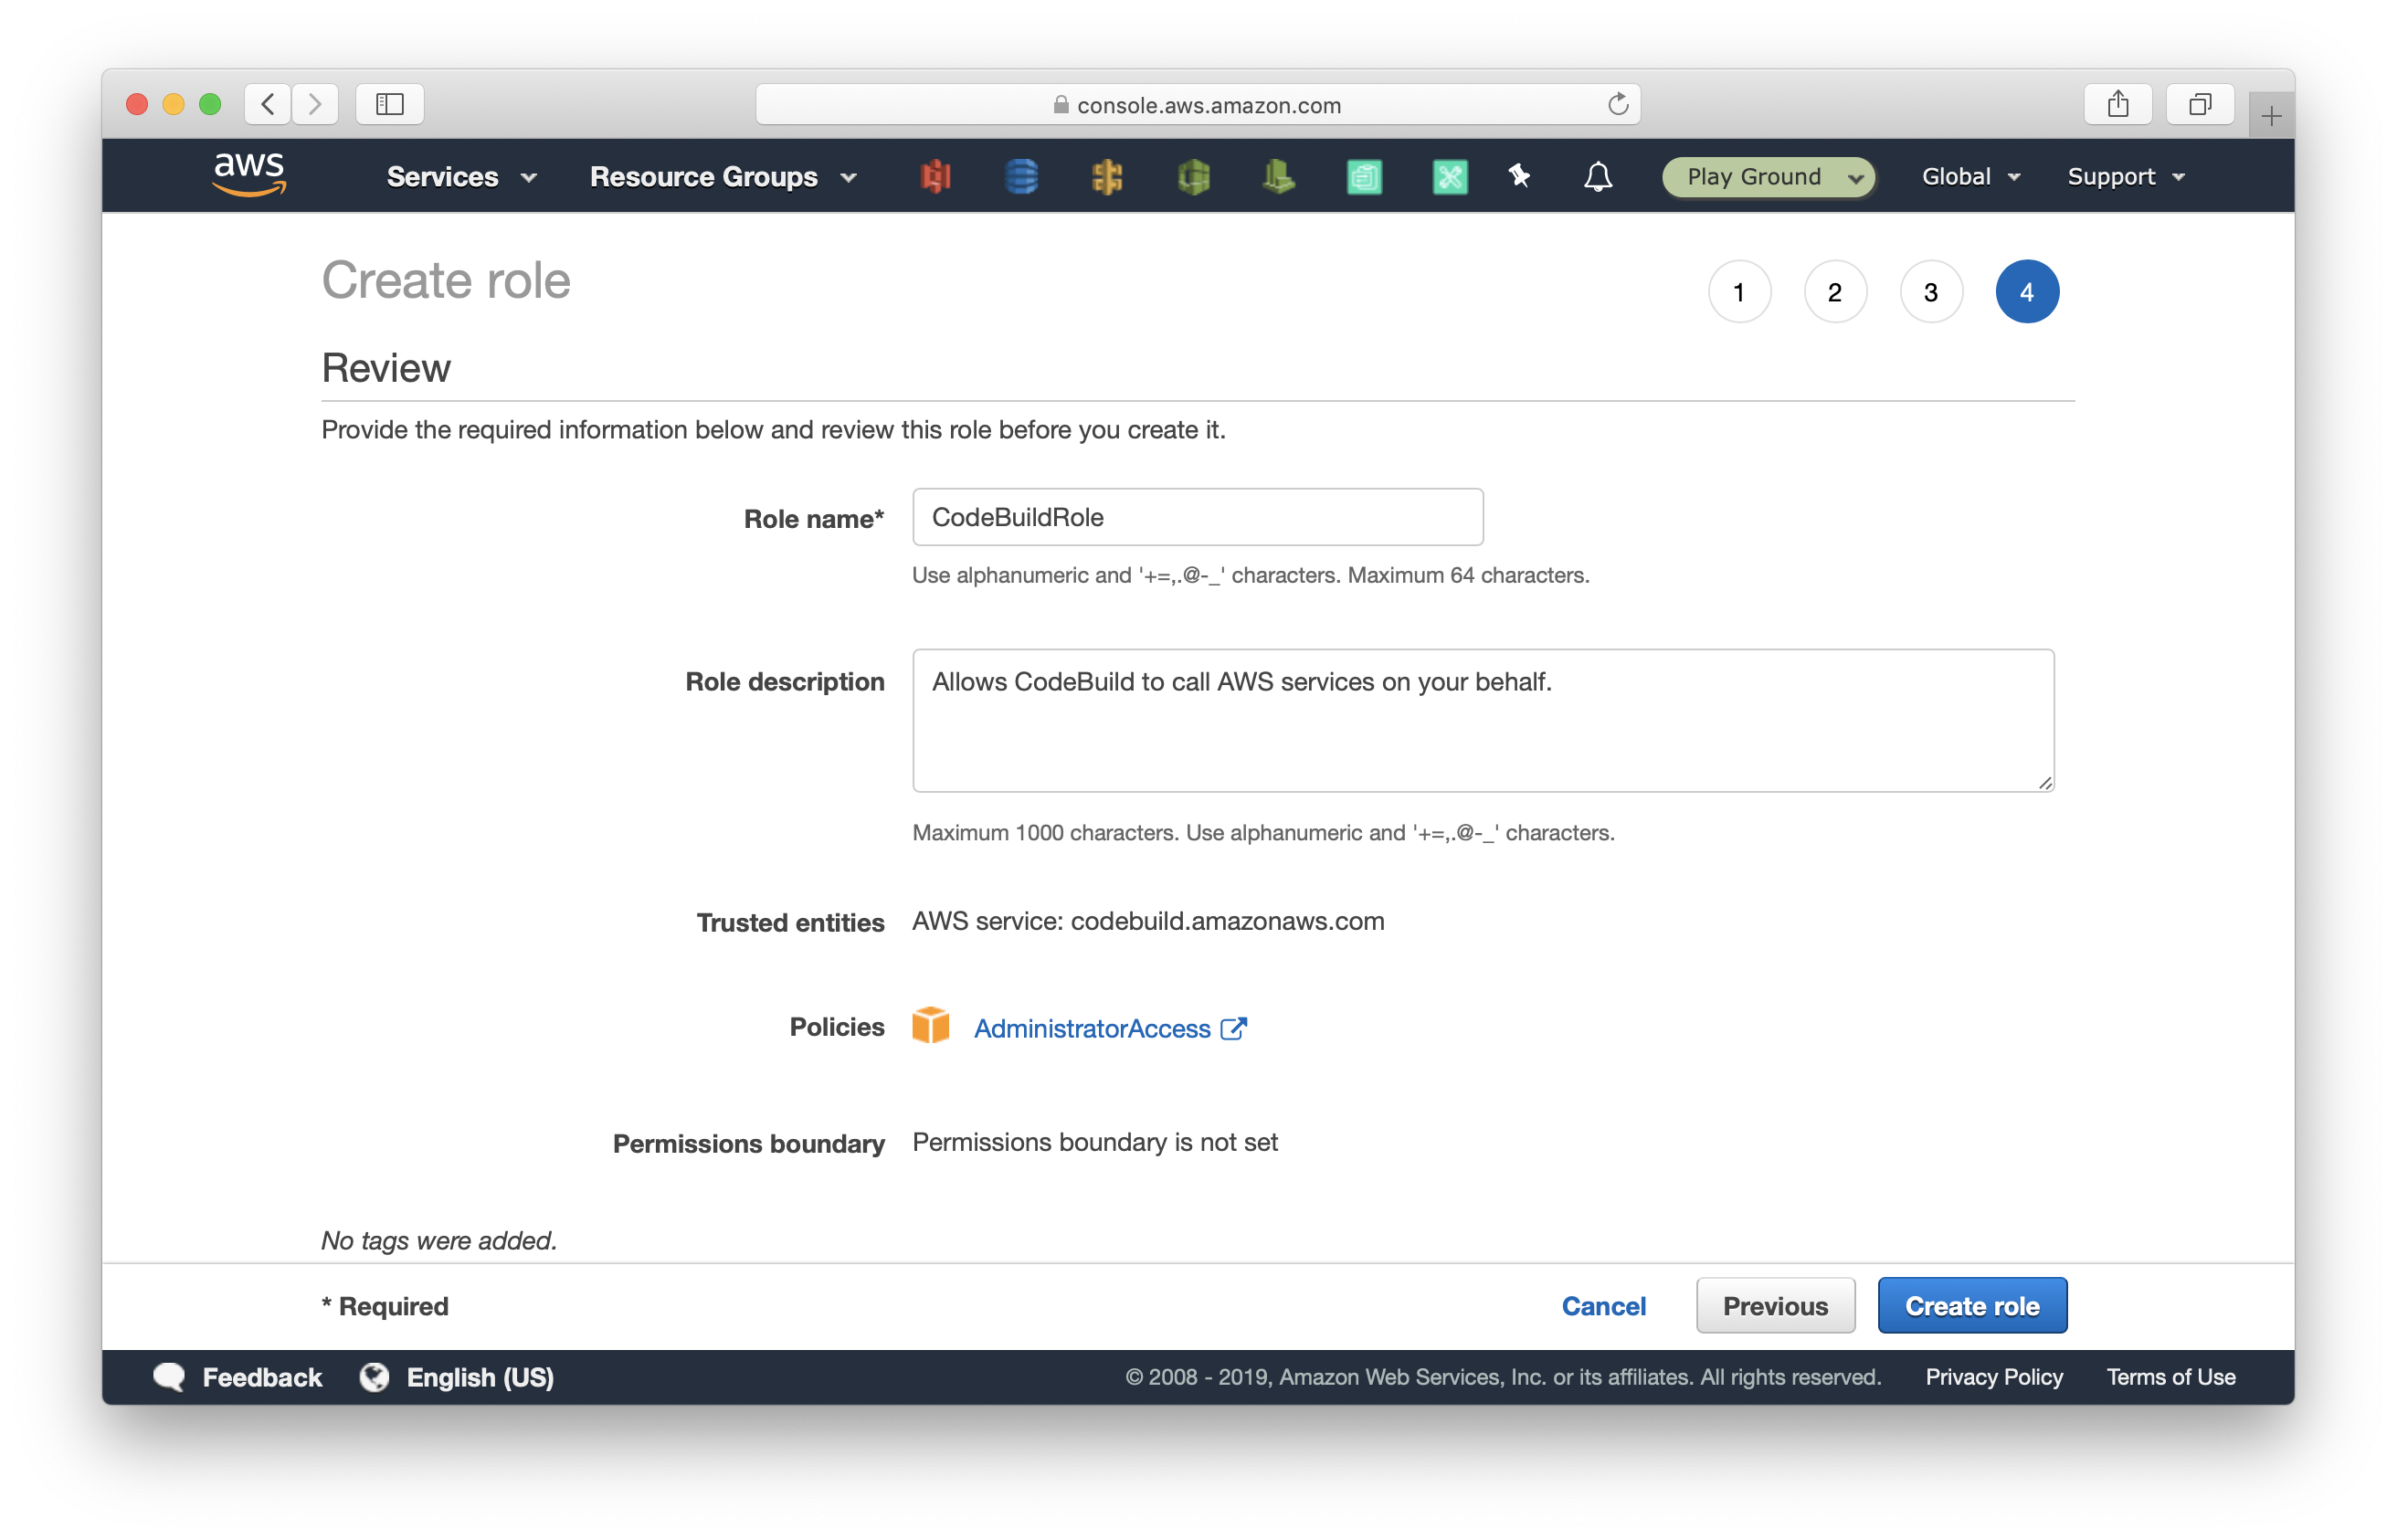 console.aws.amazon.com
aws Services Resource Groups Play Ground Global Support
Create role
1 2 3 4
Review
Provide the required information below and review this role before you create it.
Role name* CodeBuildRole
Use alphanumeric and '+=,.@-_' characters. Maximum 64 characters.
Role description Allows CodeBuild to call AWS services on your behalf.
Maximum 1000 characters. Use alphanumeric and '+=,.@-_' characters.
Trusted entities AWS service: codebuild.amazonaws.com
Policies AdministratorAccess
Permissions boundary Permissions boundary is not set
No tags were added.
* Required Cancel Previous Create role
Feedback English (US) © 2008 - 2019, Amazon Web Services, Inc. or its affiliates. All rights reserved. Privacy Policy Terms of Use